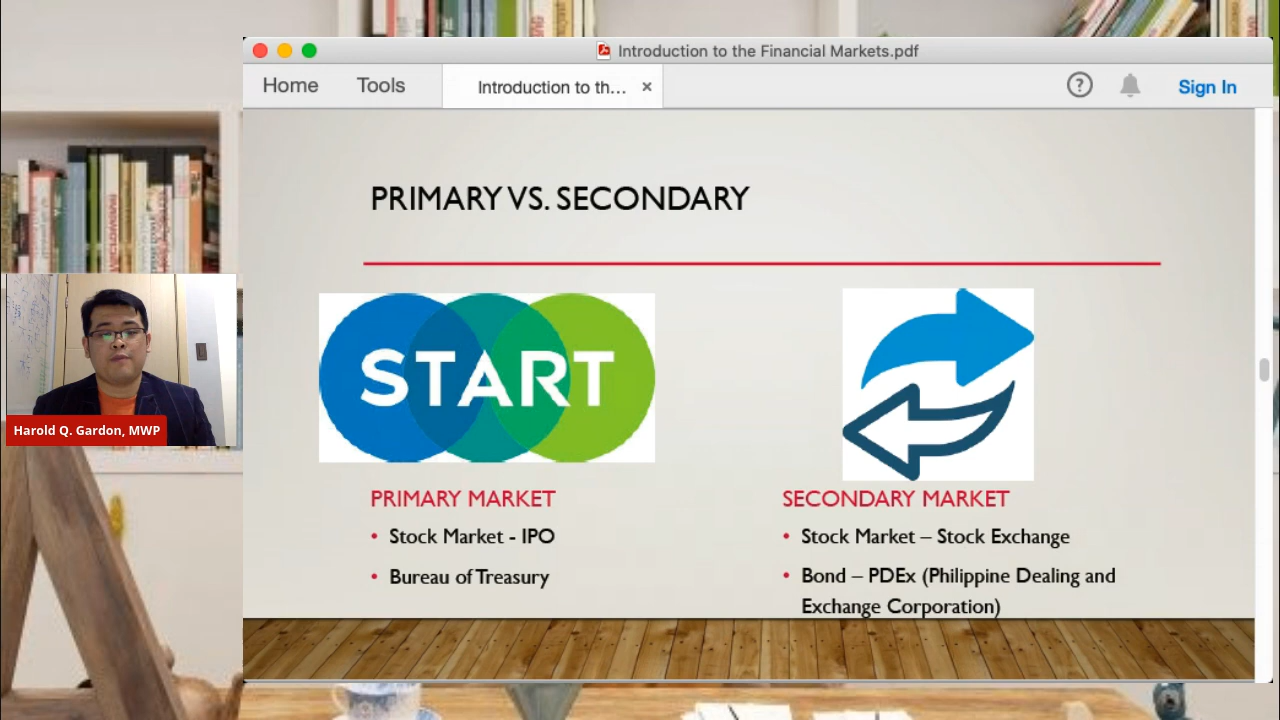 Introduction to the Financial Markets.pdf
Home
Tools
Introduction to th... ×
?
Sign In
PRIMARY VS. SECONDARY
START
PRIMARY MARKET
• Stock Market - IPO
• Bureau of Treasury
SECONDARY MARKET
• Stock Market – Stock Exchange
• Bond – PDEx (Philippine Dealing and
Exchange Corporation)
Harold Q. Gardon, MWP